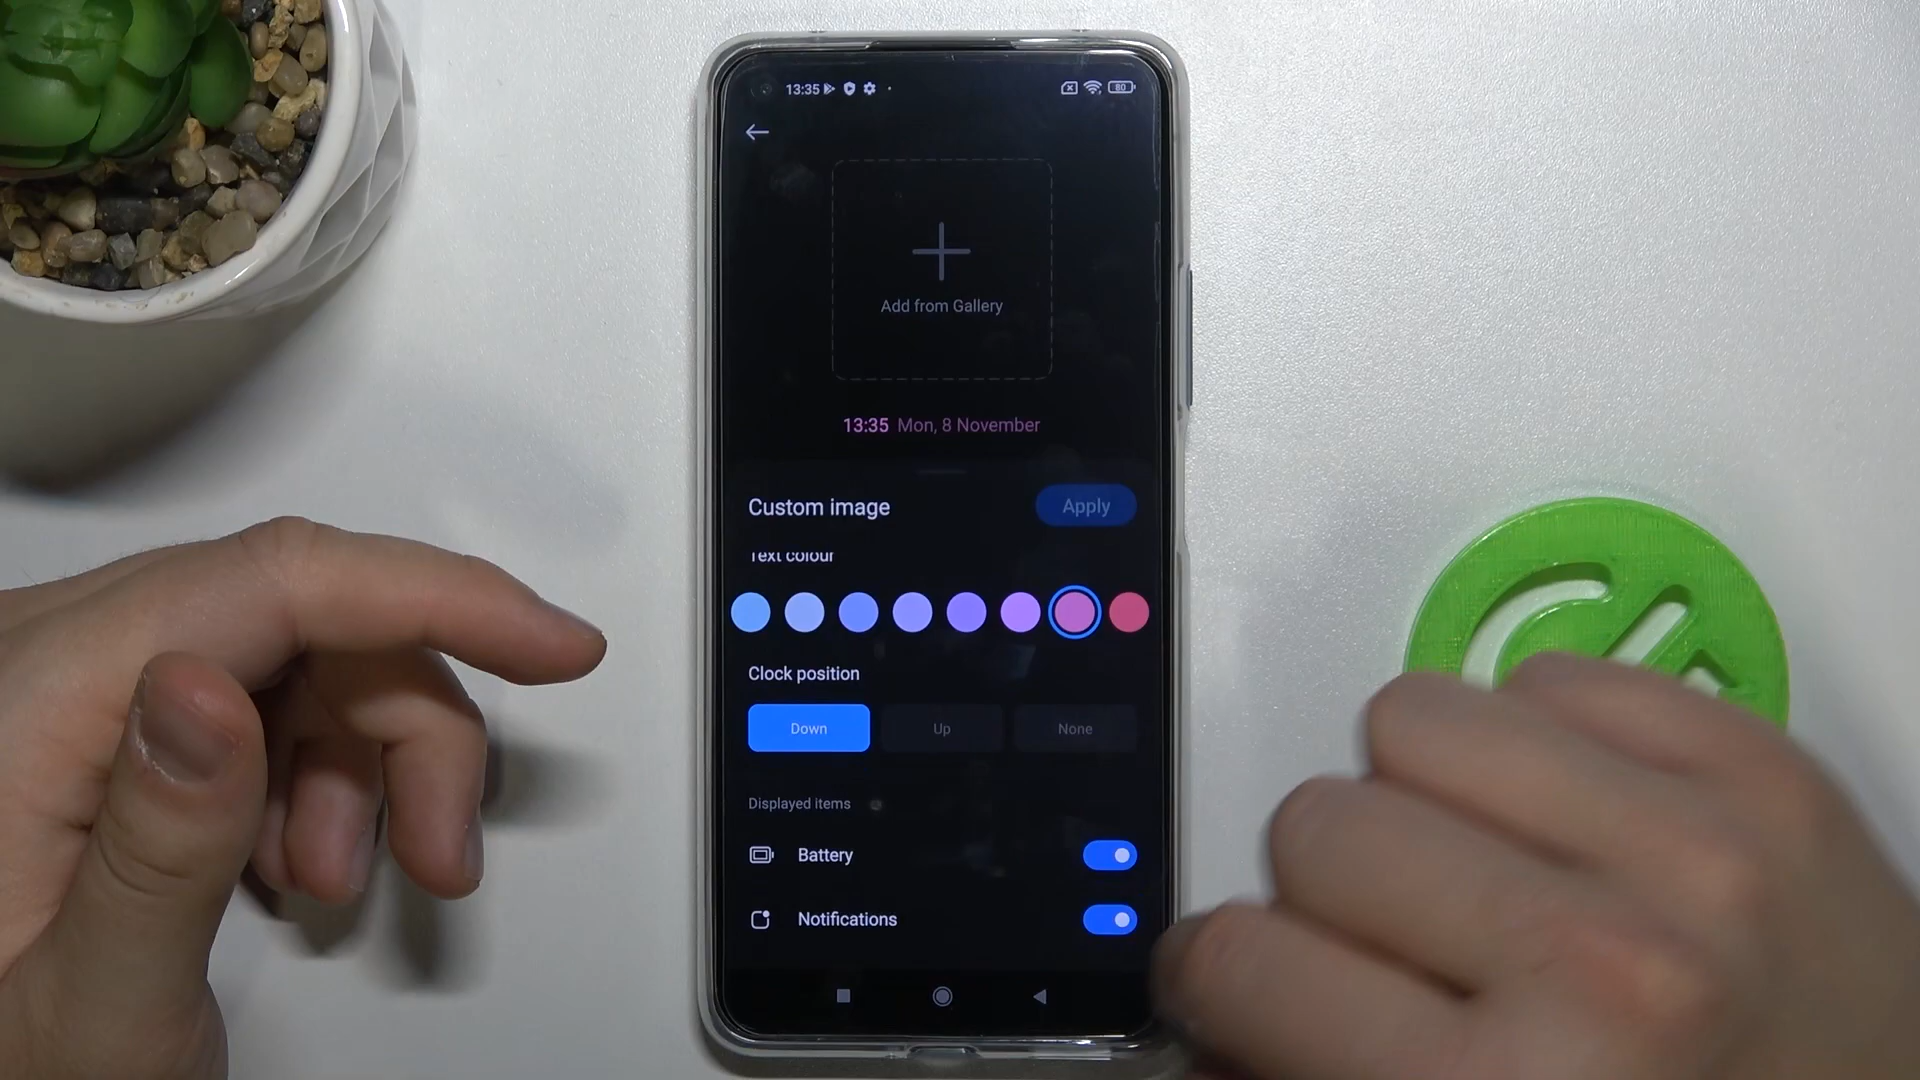 13:35
80
Add from Gallery
13:35 Mon, 8 November
Custom image
Apply
Text colour
Clock position
Down
Up
None
Displayed items
Battery
Notifications